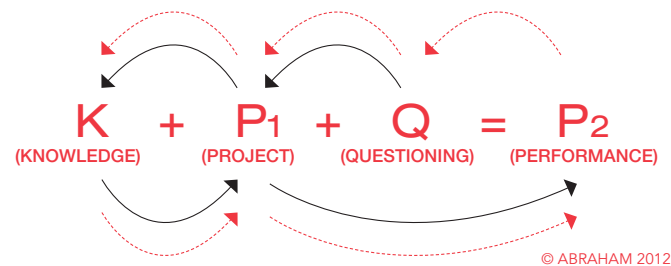 K + P1 + Q = P2
(KNOWLEDGE) (PROJECT) (QUESTIONING) (PERFORMANCE)
© ABRAHAM 2012